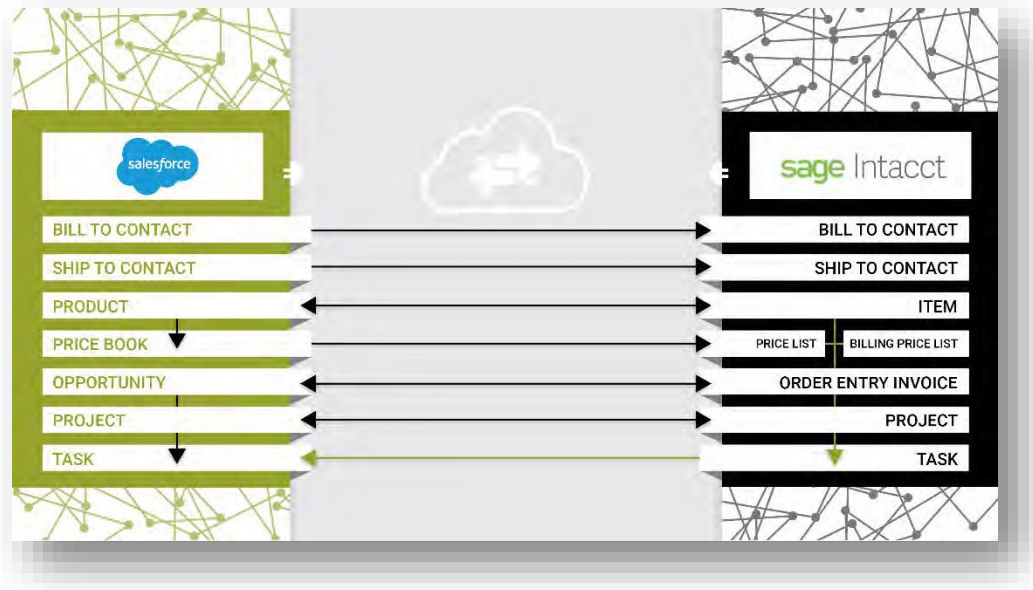 salesforce
sage Intacct
BILL TO CONTACT
BILL TO CONTACT
SHIP TO CONTACT
SHIP TO CONTACT
PRODUCT
ITEM
PRICE BOOK
PRICE LIST
BILLING PRICE LIST
OPPORTUNITY
ORDER ENTRY INVOICE
PROJECT
PROJECT
TASK
TASK